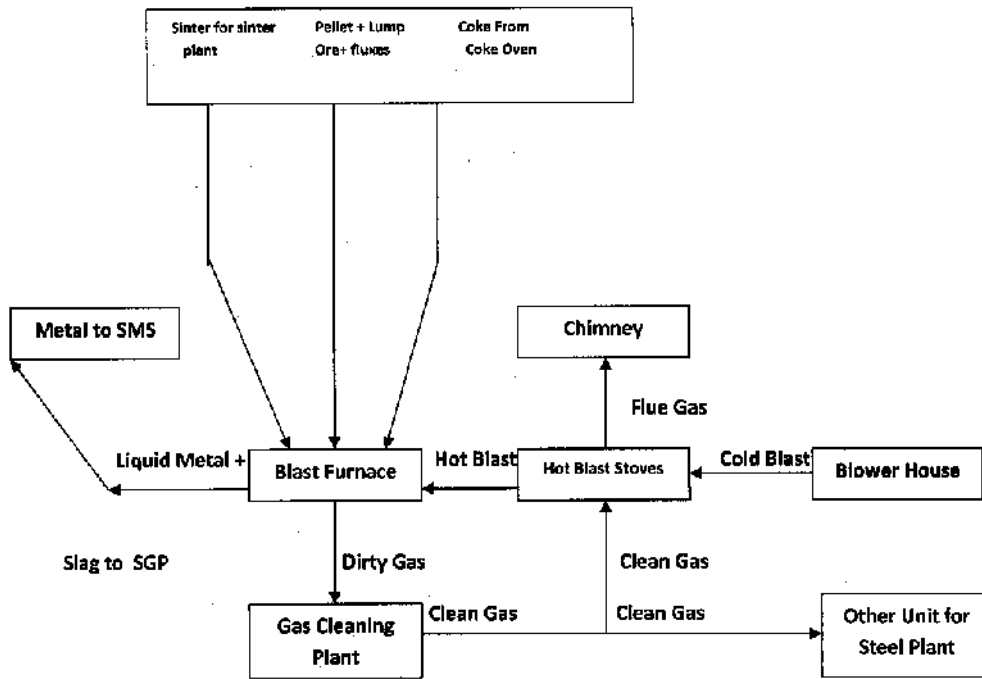 Sinter for sinter
plant
Pellet + Lump
Ore+ fluxes
Coke From
Coke Oven
Metal to SMS
Chimney
Flue Gas
Liquid Metal +
Blast Furnace
Hot Blast
Hot Blast Stoves
Cold Blast
Blower House
Slag to SGP
Dirty Gas
Clean Gas
Gas Cleaning
Plant
Clean Gas
Clean Gas
Other Unit for
Steel Plant